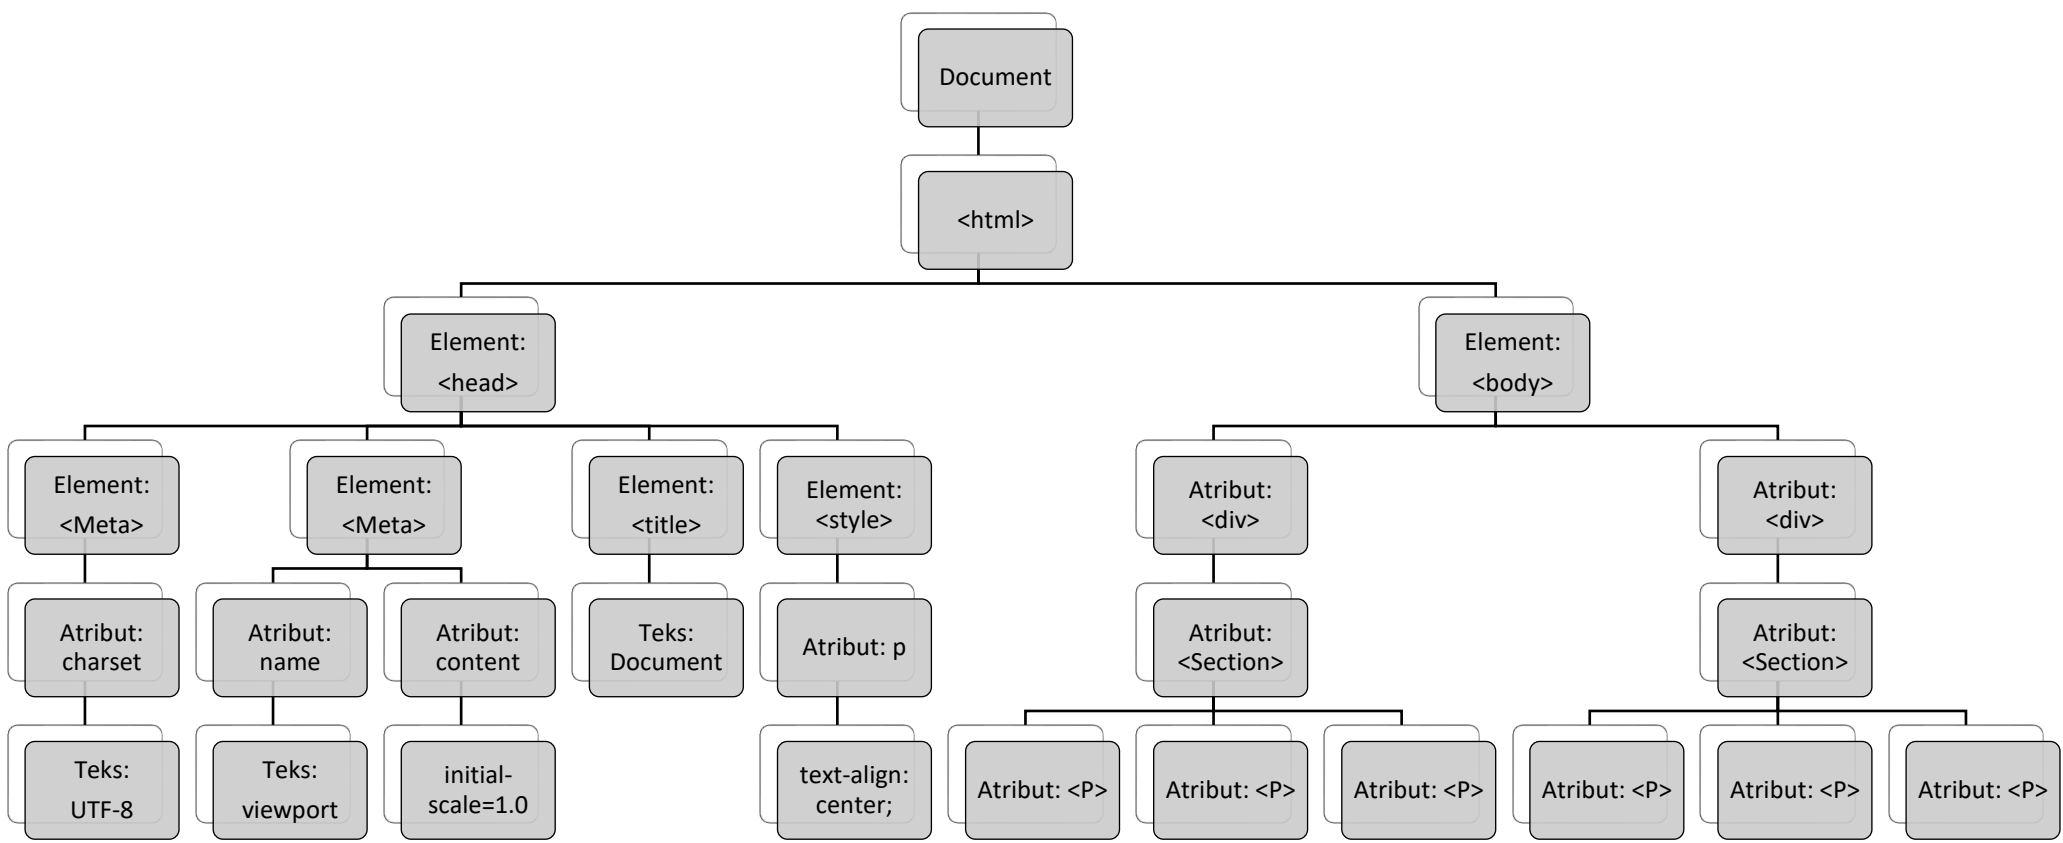 Document
<html>
Element:
<head>
Element:
<body>
Element:
<Meta>
Element:
<Meta>
Element:
<title>
Element:
<style>
Atribut:
<div>
Atribut:
<div>
Atribut:
charset
Atribut:
name
Atribut:
content
Teks:
Document
Atribut: p
Atribut:
<Section>
Atribut:
<Section>
Teks:
UTF-8
Teks:
viewport
initial-
scale=1.0
text-align:
center;
Atribut: <P>
Atribut: <P>
Atribut: <P>
Atribut: <P>
Atribut: <P>
Atribut: <P>